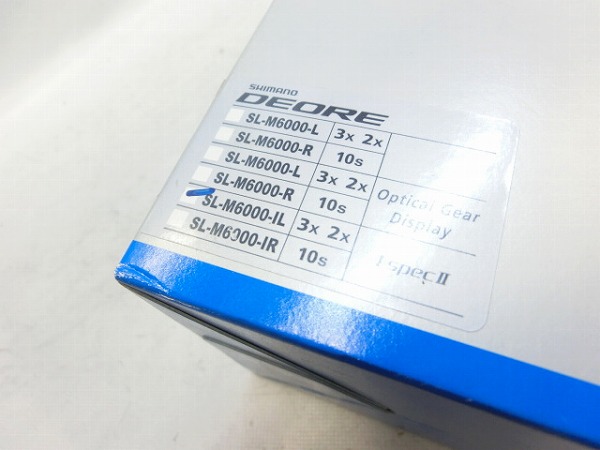 SHIMANO
DEORE
SL-M6000-L 3x 2x
SL-M6000-R 10s
SL-M6000-L 3x 2x Optical Gear
SL-M6000-R 10s Display
SL-M6000-IL 3x 2x I spec II
SL-M6000-IR 10s